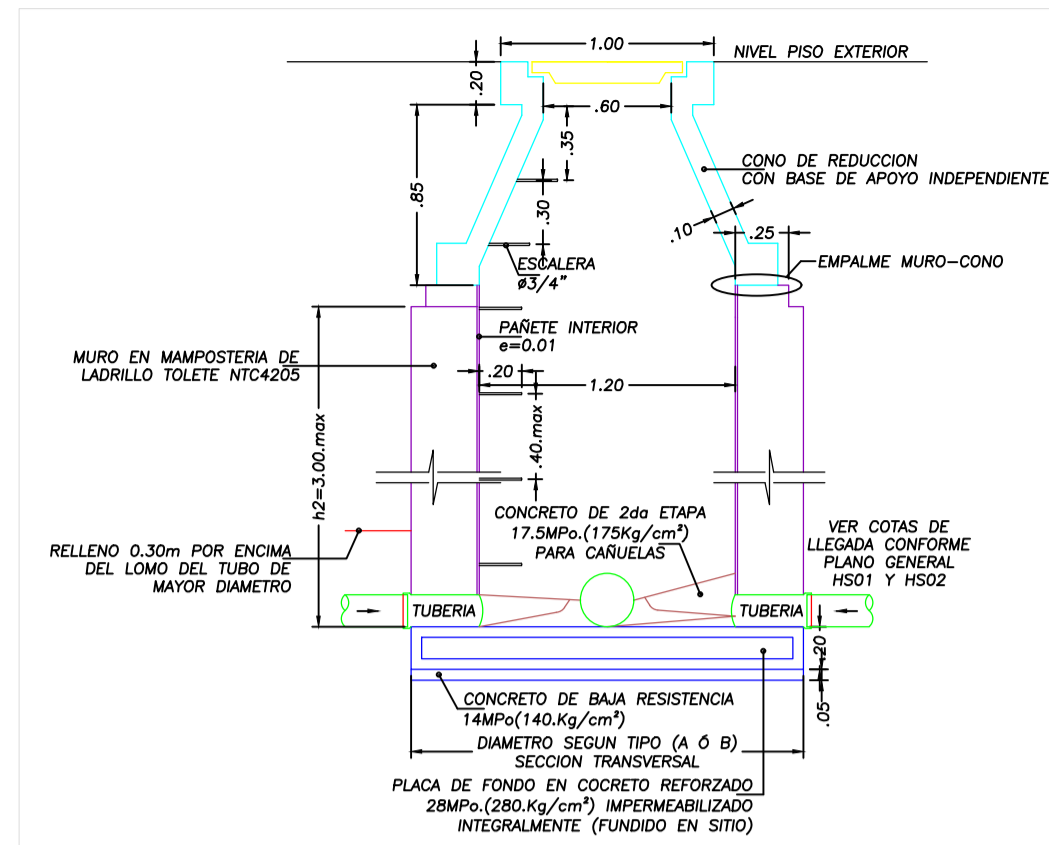 1.00
NIVEL PISO EXTERIOR
.20
.60
.35
CONO DE REDUCCION
CON BASE DE APOYO INDEPENDIENTE
.85
.30
.10
.25
ESCALERA
ø3/4"
EMPALME MURO-CONO
PAÑETE INTERIOR
e=0.01
MURO EN MAMPOSTERIA DE
LADRILLO TOLETE NTC4205
.20
1.20
h2=3.00.max
.40.max
CONCRETO DE 2da ETAPA
17.5MPo.(175Kg/cm²)
PARA CAÑUELAS
VER COTAS DE
LLEGADA CONFORME
PLANO GENERAL
HS01 Y HS02
RELLENO 0.30m POR ENCIMA
DEL LOMO DEL TUBO DE
MAYOR DIAMETRO
TUBERIA
TUBERIA
.20
.05
CONCRETO DE BAJA RESISTENCIA
14MPo(140.Kg/cm²)
DIAMETRO SEGUN TIPO (A Ó B)
SECCION TRANSVERSAL
PLACA DE FONDO EN COCRETO REFORZADO
28MPo.(280.Kg/cm²) IMPERMEABILIZADO
INTEGRALMENTE (FUNDIDO EN SITIO)